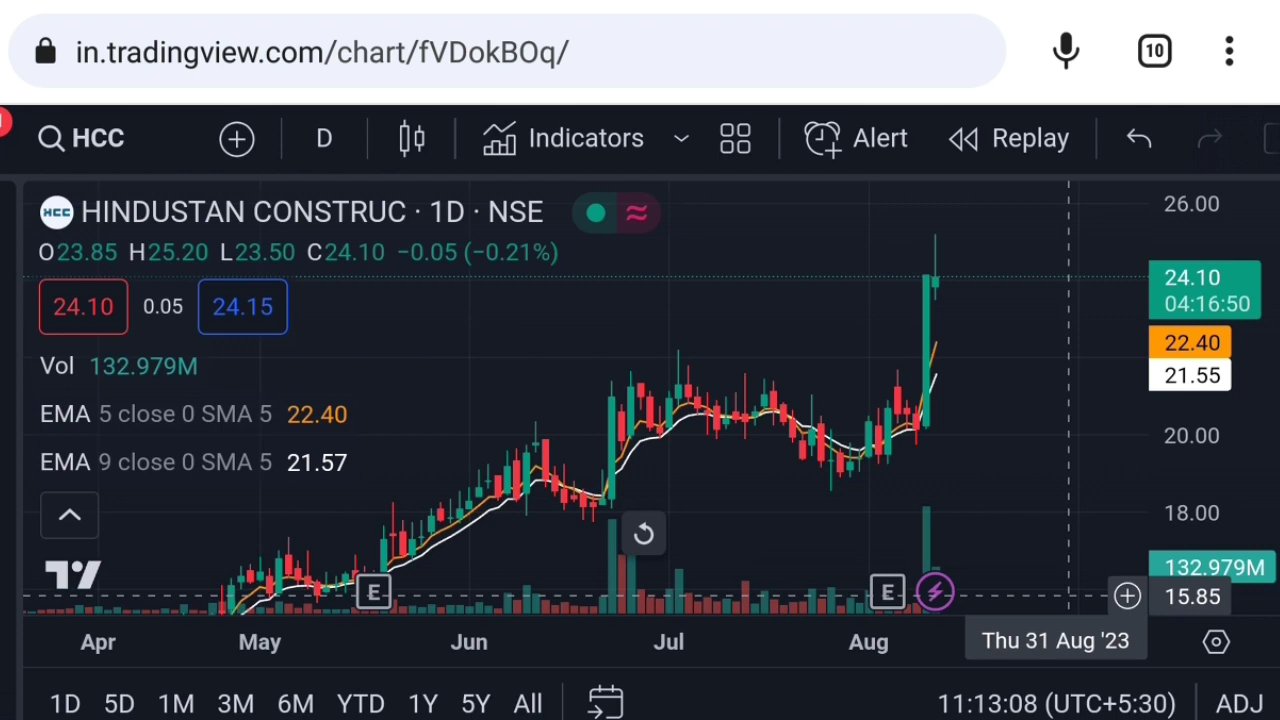 in.tradingview.com/chart/fVDokBOq/
10
HCC
D
Indicators
Alert
Replay
HCC HINDUSTAN CONSTRUC · 1D · NSE
O23.85 H25.20 L23.50 C24.10 −0.05 (−0.21%)
24.10 0.05 24.15
Vol 132.979M
EMA 5 close 0 SMA 5 22.40
EMA 9 close 0 SMA 5 21.57
26.00
24.10
04:16:50
22.40
21.55
20.00
18.00
132.979M
15.85
E
E
Apr May Jun Jul Aug Thu 31 Aug '23
1D 5D 1M 3M 6M YTD 1Y 5Y All 11:13:08 (UTC+5:30) ADJ